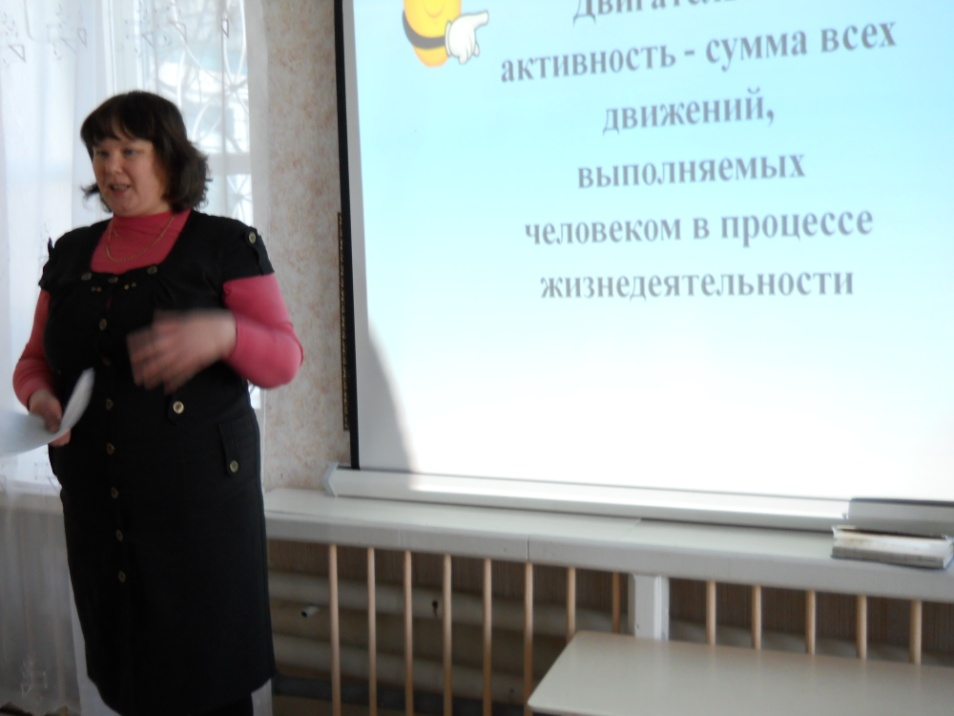 активность - сумма всех
движений,
выполняемых
человеком в процессе
жизнедеятельности